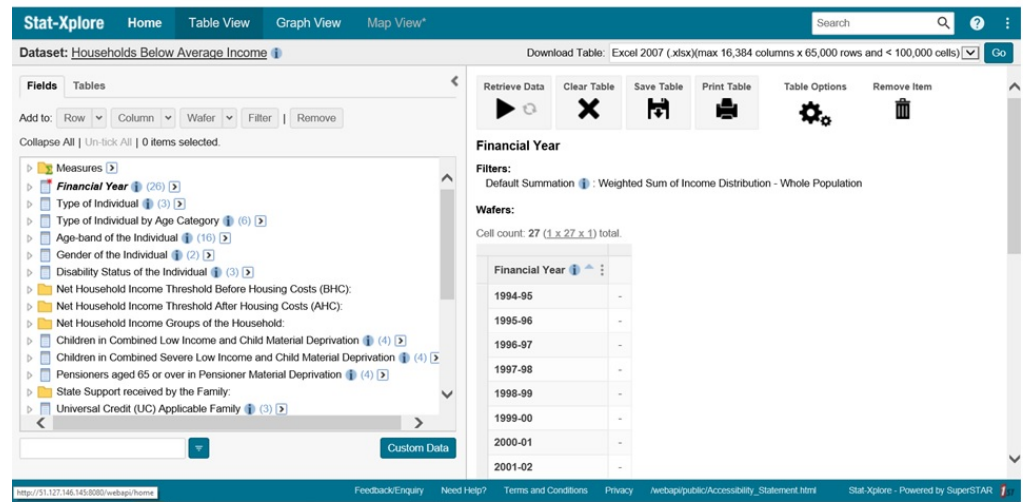 Stat-Xplore Home Table View Graph View Map View* Search
Dataset: Households Below Average Income Download Table: Excel 2007 (.xlsx)(max 16,384 columns x 65,000 rows and < 100,000 cells) Go
Fields Tables
Add to: Row Column Wafer Filter | Remove
Collapse All | Un-tick All | 0 items selected.
Measures
Financial Year (26)
Type of Individual (3)
Type of Individual by Age Category (6)
Age-band of the Individual (16)
Gender of the Individual (2)
Disability Status of the Individual (3)
Net Household Income Threshold Before Housing Costs (BHC):
Net Household Income Threshold After Housing Costs (AHC):
Net Household Income Groups of the Household:
Children in Combined Low Income and Child Material Deprivation (4)
Children in Combined Severe Low Income and Child Material Deprivation (4)
Pensioners aged 65 or over in Pensioner Material Deprivation (4)
State Support received by the Family:
Universal Credit (UC) Applicable Family (3)
Custom Data
Retrieve Data Clear Table Save Table Print Table Table Options Remove Item
Financial Year
Filters:
Default Summation : Weighted Sum of Income Distribution - Whole Population
Wafers:
Cell count: 27 (1 x 27 x 1) total.
Financial Year
1994-95 -
1995-96 -
1996-97 -
1997-98 -
1998-99 -
1999-00 -
2000-01 -
2001-02 -
http://51.127.146.145:8080/webapi/home Feedback/Enquiry Need Help? Terms and Conditions Privacy /webapi/public/Accessibility_Statement.html Stat-Xplore - Powered by SuperSTAR